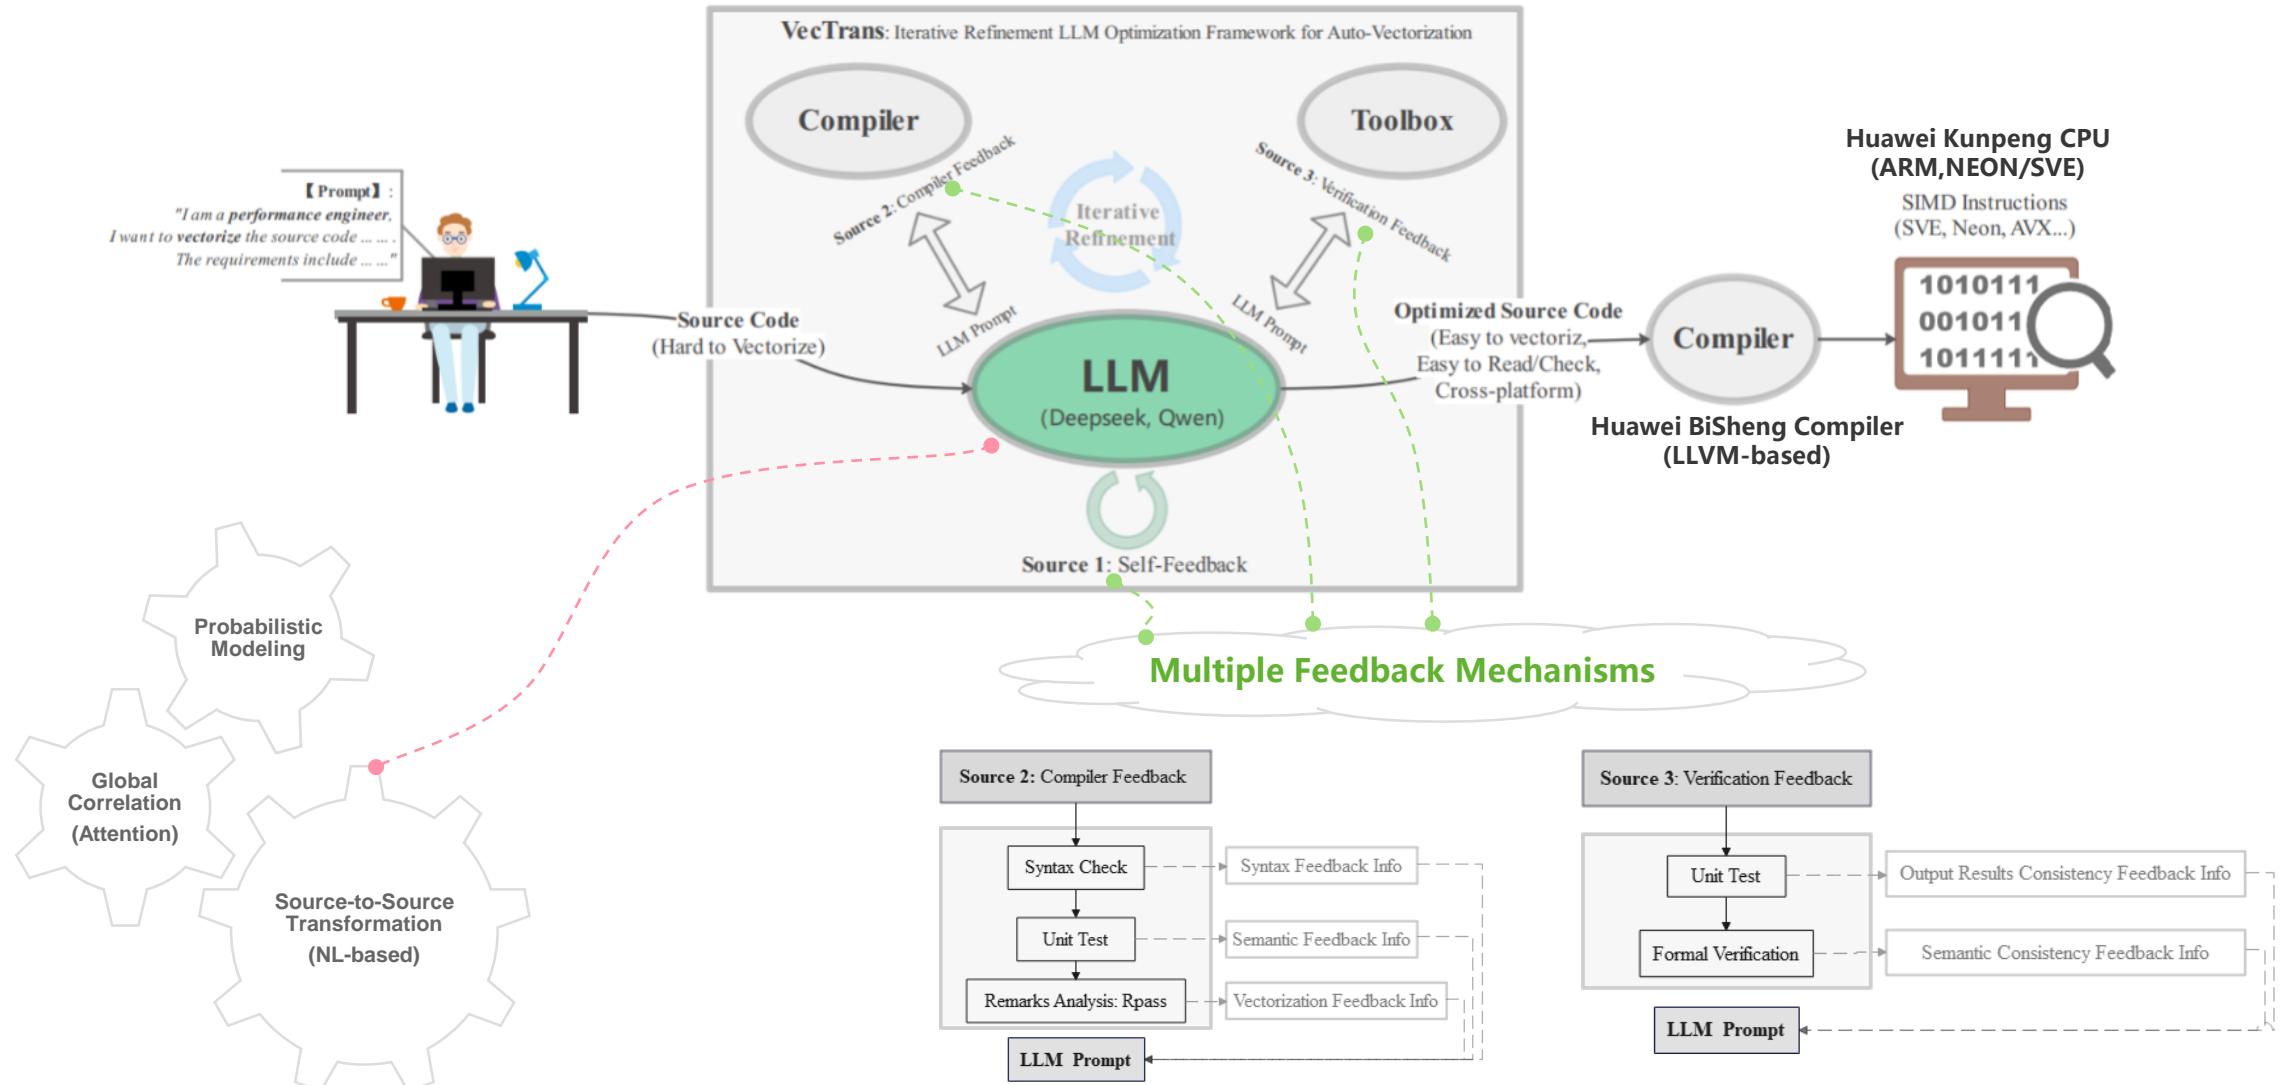 VecTrans: Iterative Refinement LLM Optimization Framework for Auto-Vectorization
Compiler
Toolbox
Source 2: Compiler Feedback
Source 3: Verification Feedback
Iterative
Refinement
LLM Prompt
LLM Prompt
【Prompt】:
"I am a performance engineer,
I want to vectorize the source code ... ... .
The requirements include ... ..."
Source Code
(Hard to Vectorize)
LLM
(Deepseek, Qwen)
Source 1: Self-Feedback
Optimized Source Code
(Easy to vectoriz,
Easy to Read/Check,
Cross-platform)
Compiler
Huawei BiSheng Compiler
(LLVM-based)
Huawei Kunpeng CPU
(ARM,NEON/SVE)
SIMD Instructions
(SVE, Neon, AVX...)
1010111
001011
1011111
Probabilistic
Modeling
Global
Correlation
(Attention)
Source-to-Source
Transformation
(NL-based)
Multiple Feedback Mechanisms
Source 2: Compiler Feedback
Syntax Check
Syntax Feedback Info
Unit Test
Semantic Feedback Info
Remarks Analysis: Rpass
Vectorization Feedback Info
LLM Prompt
Source 3: Verification Feedback
Unit Test
Output Results Consistency Feedback Info
Formal Verification
Semantic Consistency Feedback Info
LLM Prompt